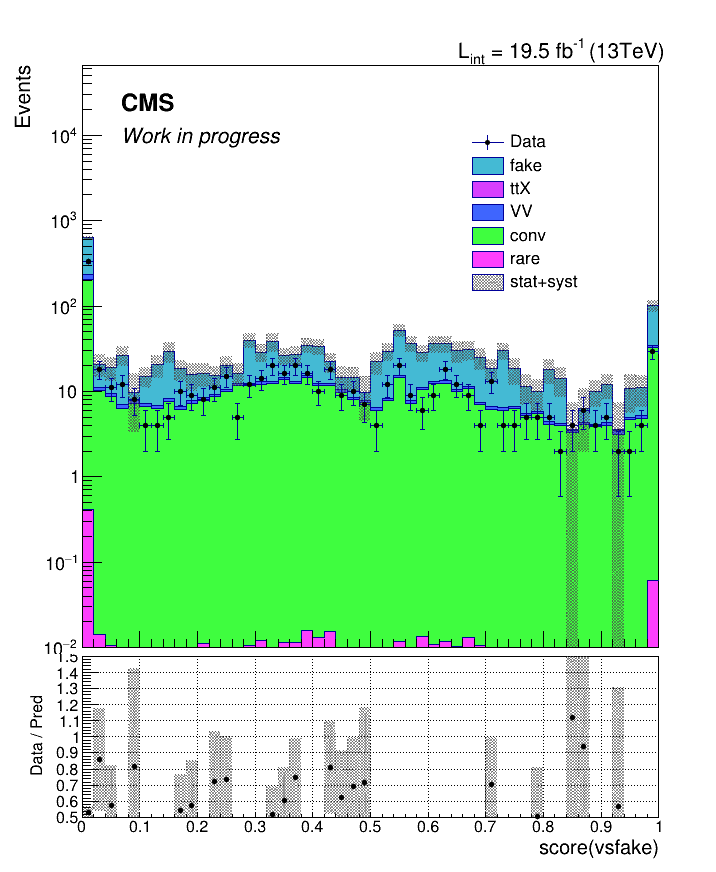 L_int = 19.5 fb^-1 (13TeV)
Events
CMS
Work in progress
Data
fake
ttX
VV
conv
rare
stat+syst
10^4
10^3
10^2
10
1
10^−1
10^−2
Data / Pred
1.5
1.4
1.3
1.2
1.1
1
0.9
0.8
0.7
0.6
0.5
0 0.1 0.2 0.3 0.4 0.5 0.6 0.7 0.8 0.9 1
score(vsfake)